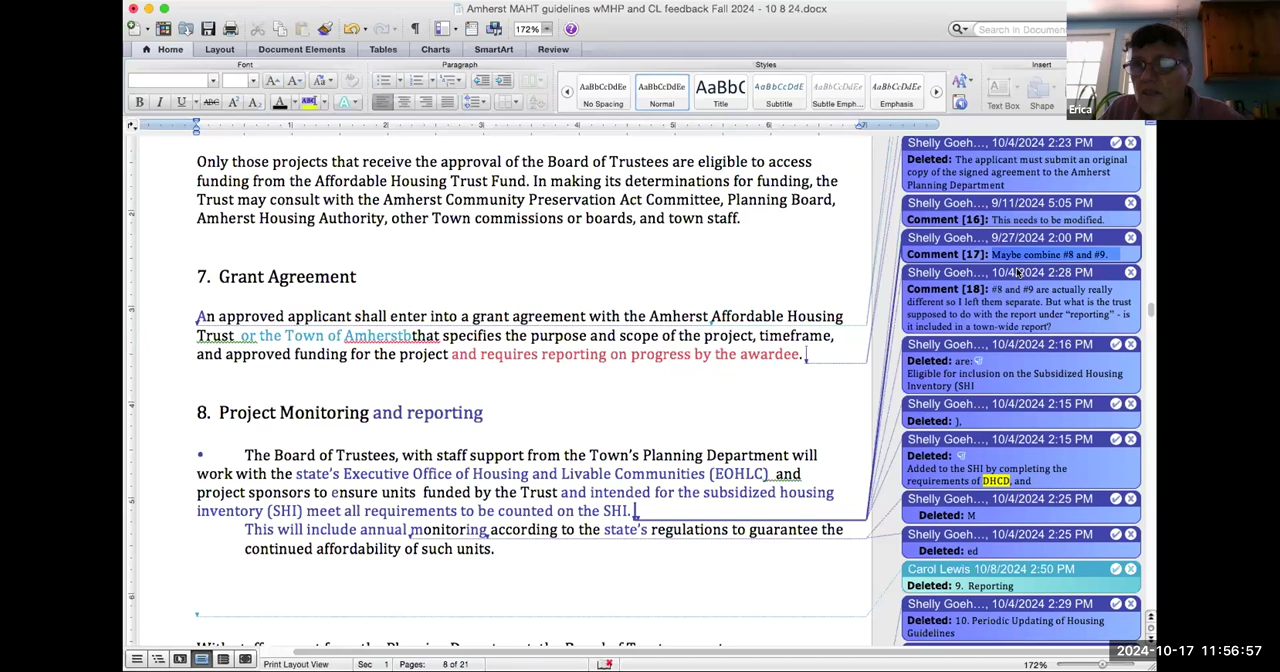 Amherst MAHT guidelines wMHP and CL feedback Fall 2024 - 10 8 24.docx
172%
Search in Documen
Home Layout Document Elements Tables Charts SmartArt Review
Font Paragraph Styles Insert
AaBbCcDdEe AaBbCcDdEe AaBbC AaBbCcDdE AaBbCcDdE AaBbCcDdEe
No Spacing Normal Title Subtitle Subtle Emph... Emphasis
Text Box Shape
Erica
Only those projects that receive the approval of the Board of Trustees are eligible to access
funding from the Affordable Housing Trust Fund. In making its determinations for funding, the
Trust may consult with the Amherst Community Preservation Act Committee, Planning Board,
Amherst Housing Authority, other Town commissions or boards, and town staff.
7. Grant Agreement
An approved applicant shall enter into a grant agreement with the Amherst Affordable Housing
Trust or the Town of Amherstbthat specifies the purpose and scope of the project, timeframe,
and approved funding for the project and requires reporting on progress by the awardee.
8. Project Monitoring and reporting
• The Board of Trustees, with staff support from the Town's Planning Department will
work with the state's Executive Office of Housing and Livable Communities (EOHLC) and
project sponsors to ensure units funded by the Trust and intended for the subsidized housing
inventory (SHI) meet all requirements to be counted on the SHI.
This will include annual monitoring according to the state's regulations to guarantee the
continued affordability of such units.
Shelly Goeh..., 10/4/2024 2:23 PM
Deleted: The applicant must submit an original
copy of the signed agreement to the Amherst
Planning Department
Shelly Goeh..., 9/11/2024 5:05 PM
Comment [16]: This needs to be modified.
Shelly Goeh..., 9/27/2024 2:00 PM
Comment [17]: Maybe combine #8 and #9.
Shelly Goeh..., 10/4/2024 2:28 PM
Comment [18]: #8 and #9 are actually really
different so I left them separate. But what is the trust
supposed to do with the report under “reporting” - is
it included in a town-wide report?
Shelly Goeh..., 10/4/2024 2:16 PM
Deleted: are:
Eligible for inclusion on the Subsidized Housing
Inventory (SHI
Shelly Goeh..., 10/4/2024 2:15 PM
Deleted: ),
Shelly Goeh..., 10/4/2024 2:15 PM
Deleted:
Added to the SHI by completing the
requirements of DHCD, and
Shelly Goeh..., 10/4/2024 2:25 PM
Deleted: M
Shelly Goeh..., 10/4/2024 2:25 PM
Deleted: ed
Carol Lewis 10/8/2024 2:50 PM
Deleted: 9. Reporting
Shelly Goeh..., 10/4/2024 2:29 PM
Deleted: 10. Periodic Updating of Housing
Guidelines
Print Layout View Sec 1 Pages: 8 of 21 172%
2024-10-17 11:56:57